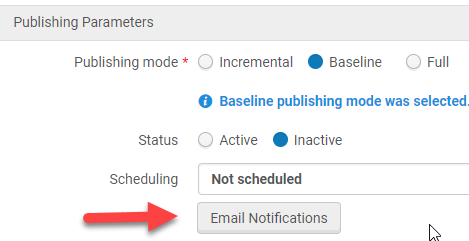 Publishing Parameters
Publishing mode * Incremental Baseline Full
Baseline publishing mode was selected.
Status Active Inactive
Scheduling Not scheduled
Email Notifications